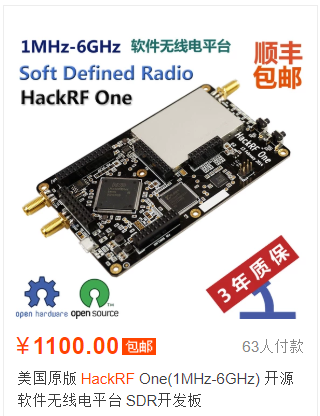 1MHz-6GHz 软件无线电平台
顺丰
包邮
Soft Defined Radio
HackRF One
HackRF One
3年质保
open hardware
open source
¥1100.00 包邮
63人付款
美国原版 HackRF One(1MHz-6GHz) 开源
软件无线电平台 SDR开发板